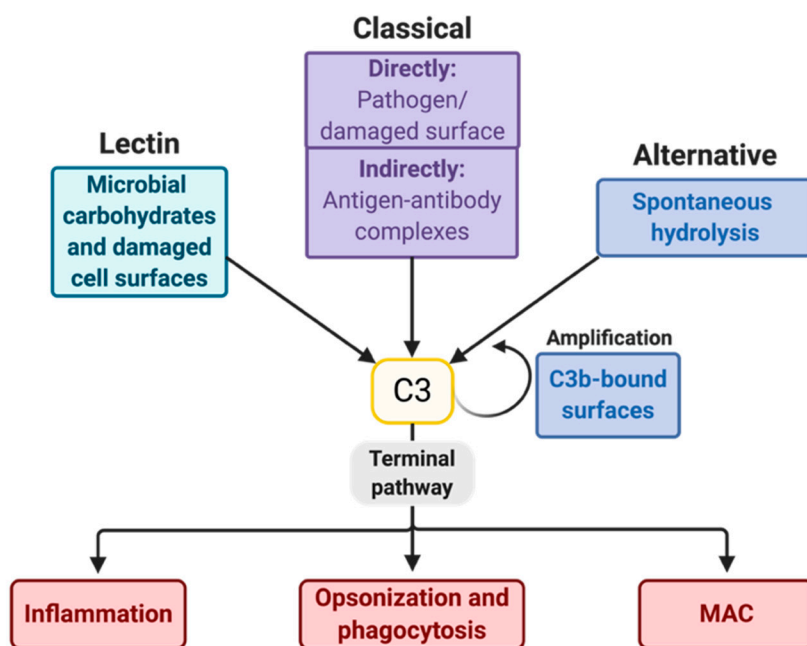 Classical
Directly:
Pathogen/
damaged surface
Indirectly:
Antigen-antibody
complexes
Lectin
Microbial
carbohydrates
and damaged
cell surfaces
Alternative
Spontaneous
hydrolysis
Amplification
C3b-bound
surfaces
C3
Terminal
pathway
Inflammation
Opsonization and
phagocytosis
MAC